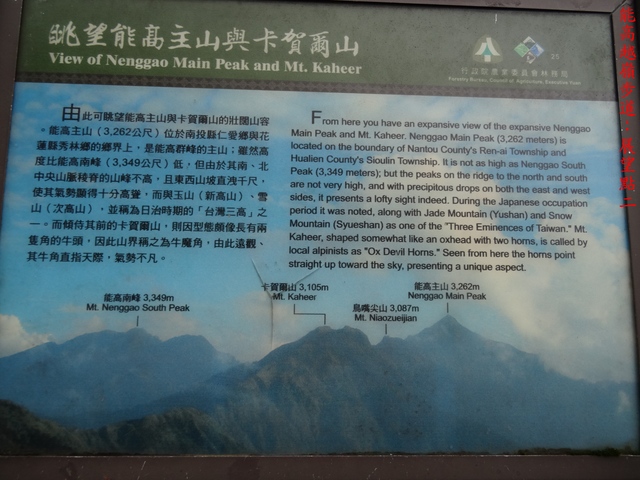 眺望能高主山與卡賀爾山
View of Nenggao Main Peak and Mt. Kaheer
行政院農業委員會林務局
Forestry Bureau, Council of Agriculture, Executive Yuan
由此可眺望能高主山與卡賀爾山的壯闊山容
。能高主山（3,262公尺）位於南投縣仁愛鄉與花
蓮縣秀林鄉的鄉界上，是能高群峰的主山；雖然高
度比能高南峰（3,349公尺）低，但由於其南、北
中央山脈稜脊的山峰不高，且東西山坡直洩千尺，
使其氣勢顯得十分高聳，而與玉山（新高山）、雪
山（次高山），並稱為日治時期的「台灣三高」之
一。而傾侍其前的卡賀爾山，則因型態頗像長有兩
隻角的牛頭，因此山界稱之為牛魔角，由此遠觀、
其牛角直指天際，氣勢不凡。
From here you have an expansive view of the expansive Nenggao
Main Peak and Mt. Kaheer. Nenggao Main Peak (3,262 meters) is
located on the boundary of Nantou County's Ren-ai Township and
Hualien County's Sioulin Township. It is not as high as Nenggao South
Peak (3,349 meters); but the peaks on the ridge to the north and south
are not very high, and with precipitous drops on both the east and west
sides, it presents a lofty sight indeed. During the Japanese occupation
period it was noted, along with Jade Mountain (Yushan) and Snow
Mountain (Syueshan) as one of the "Three Eminences of Taiwan." Mt.
Kaheer, shaped somewhat like an oxhead with two horns, is called by
local alpinists as "Ox Devil Horns." Seen from here the horns point
straight up toward the sky, presenting a unique aspect.
能高南峰 3,349m
Mt. Nenggao South Peak
卡賀爾山 3,105m
Mt. Kaheer
烏嘴尖山 3,087m
Mt. Niaozueijian
能高主山 3,262m
Nenggao Main Peak